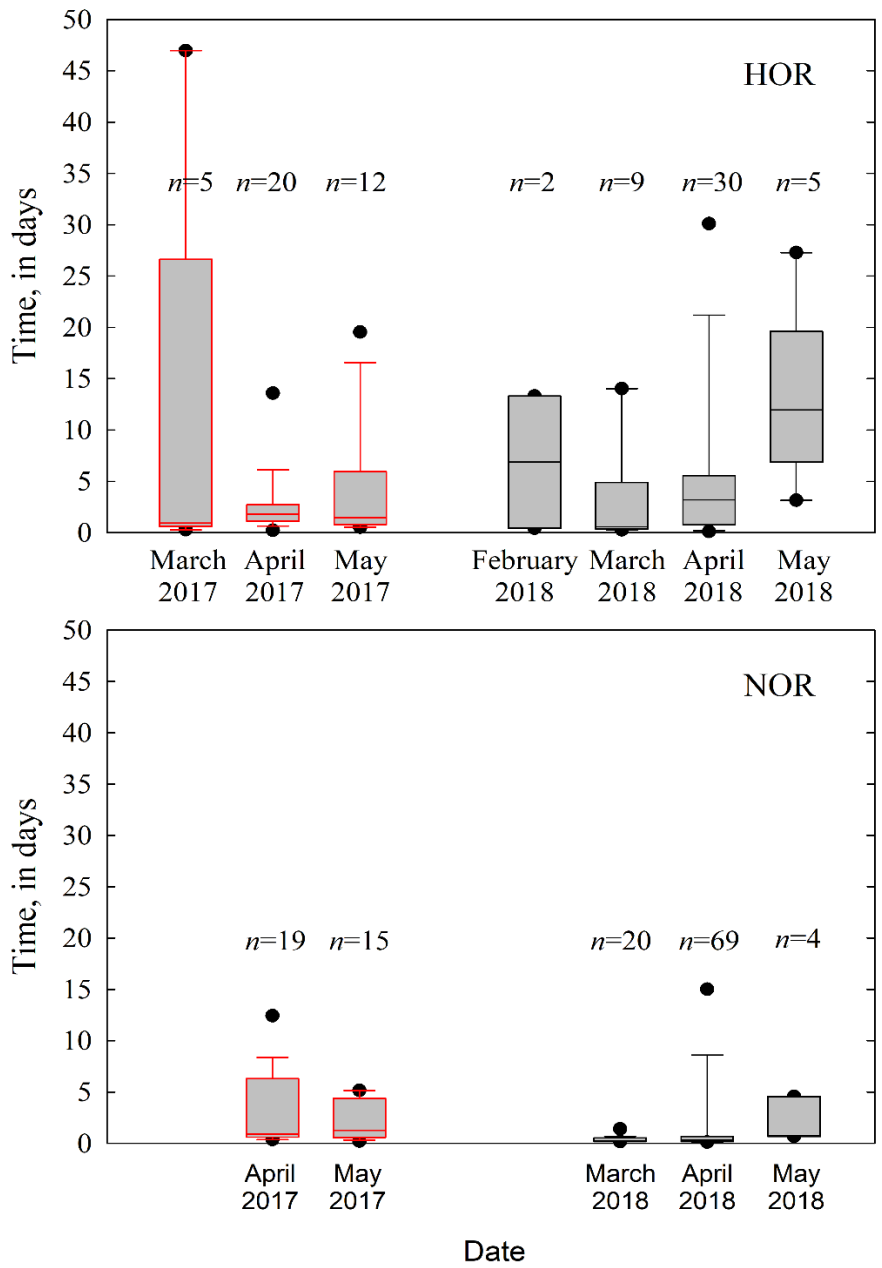 50
HOR
45
40
35
n=5 n=20 n=12 n=2 n=9 n=30 n=5
30
25
20
15
10
5
0
Time, in days
March April May February March April May
2017 2017 2017 2018 2018 2018 2018
50
NOR
45
40
35
30
25
20
n=19 n=15 n=20 n=69 n=4
15
10
5
0
Time, in days
April May March April May
2017 2017 2018 2018 2018
Date